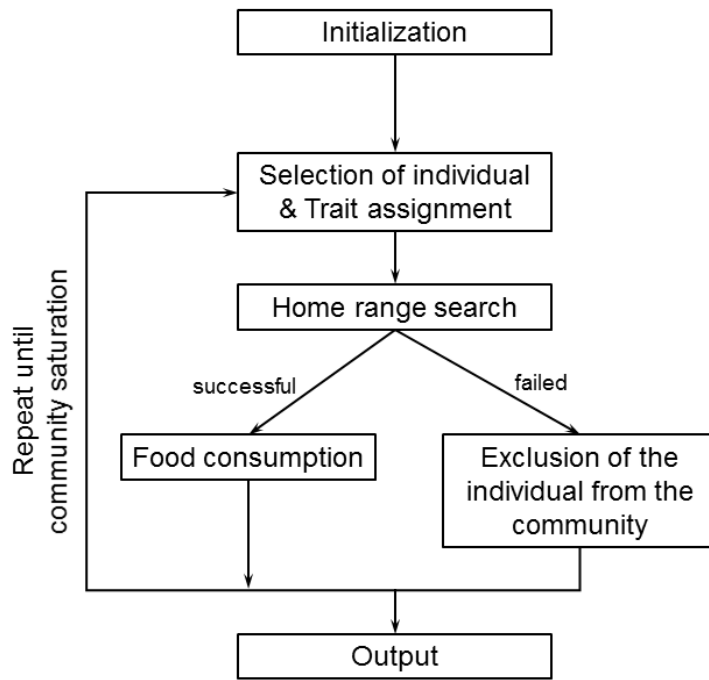 Initialization
Selection of individual
& Trait assignment
Home range search
successful
failed
Repeat until
community saturation
Food consumption
Exclusion of the
individual from the
community
Output